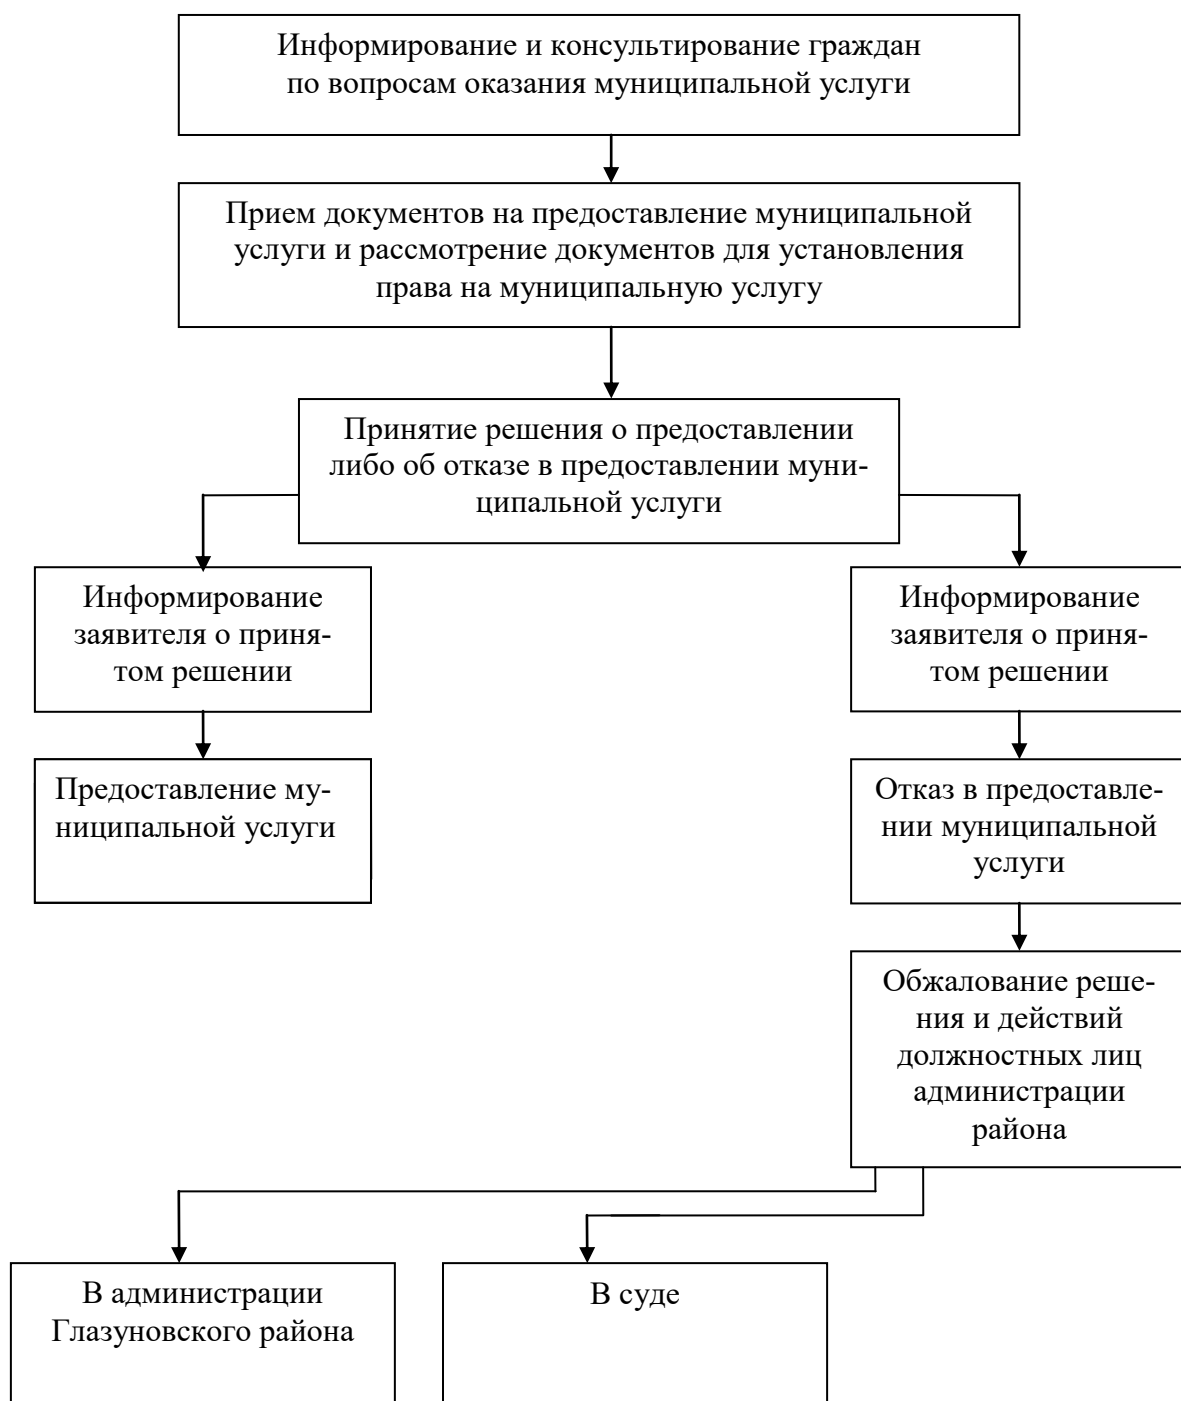 Информирование и консультирование граждан
по вопросам оказания муниципальной услуги
Прием документов на предоставление муниципальной
услуги и рассмотрение документов для установления
права на муниципальную услугу
Принятие решения о предоставлении
либо об отказе в предоставлении муни-
ципальной услуги
Информирование
заявителя о приня-
том решении
Информирование
заявителя о приня-
том решении
Предоставление му-
ниципальной услуги
Отказ в предоставле-
нии муниципальной
услуги
Обжалование реше-
ния и действий
должностных лиц
администрации
района
В администрации
Глазуновского района
В суде